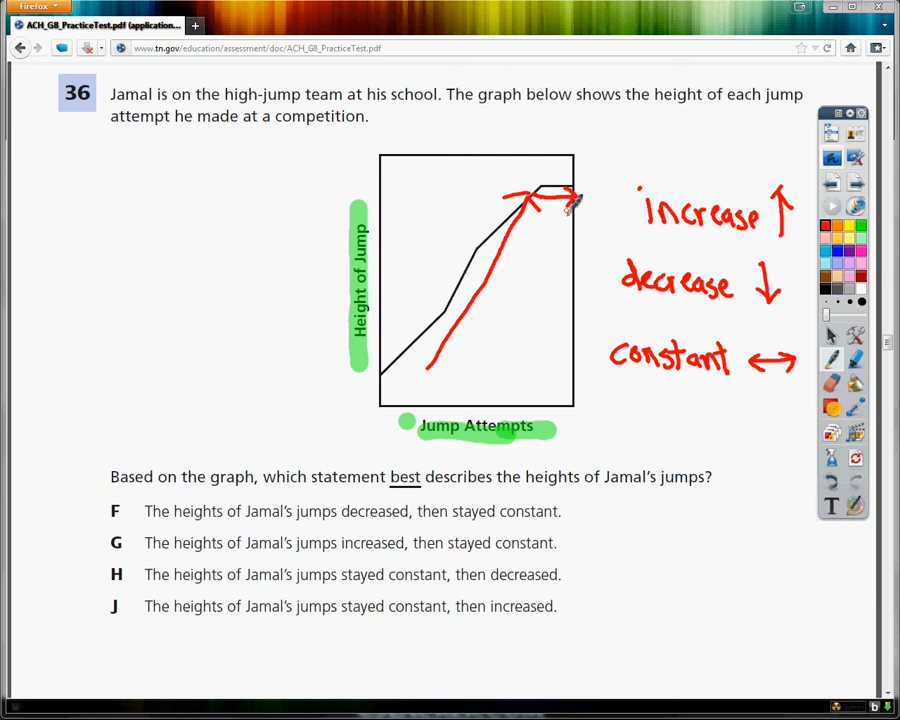 Firefox
ACH_G8_PracticeTest.pdf (application...
www.tn.gov/education/assessment/doc/ACH_G8_PracticeTest.pdf
36 Jamal is on the high-jump team at his school. The graph below shows the height of each jump
attempt he made at a competition.
Height of Jump
Jump Attempts
increase
decrease
constant
T
Based on the graph, which statement best describes the heights of Jamal's jumps?
F The heights of Jamal's jumps decreased, then stayed constant.
G The heights of Jamal's jumps increased, then stayed constant.
H The heights of Jamal's jumps stayed constant, then decreased.
J The heights of Jamal's jumps stayed constant, then increased.
b